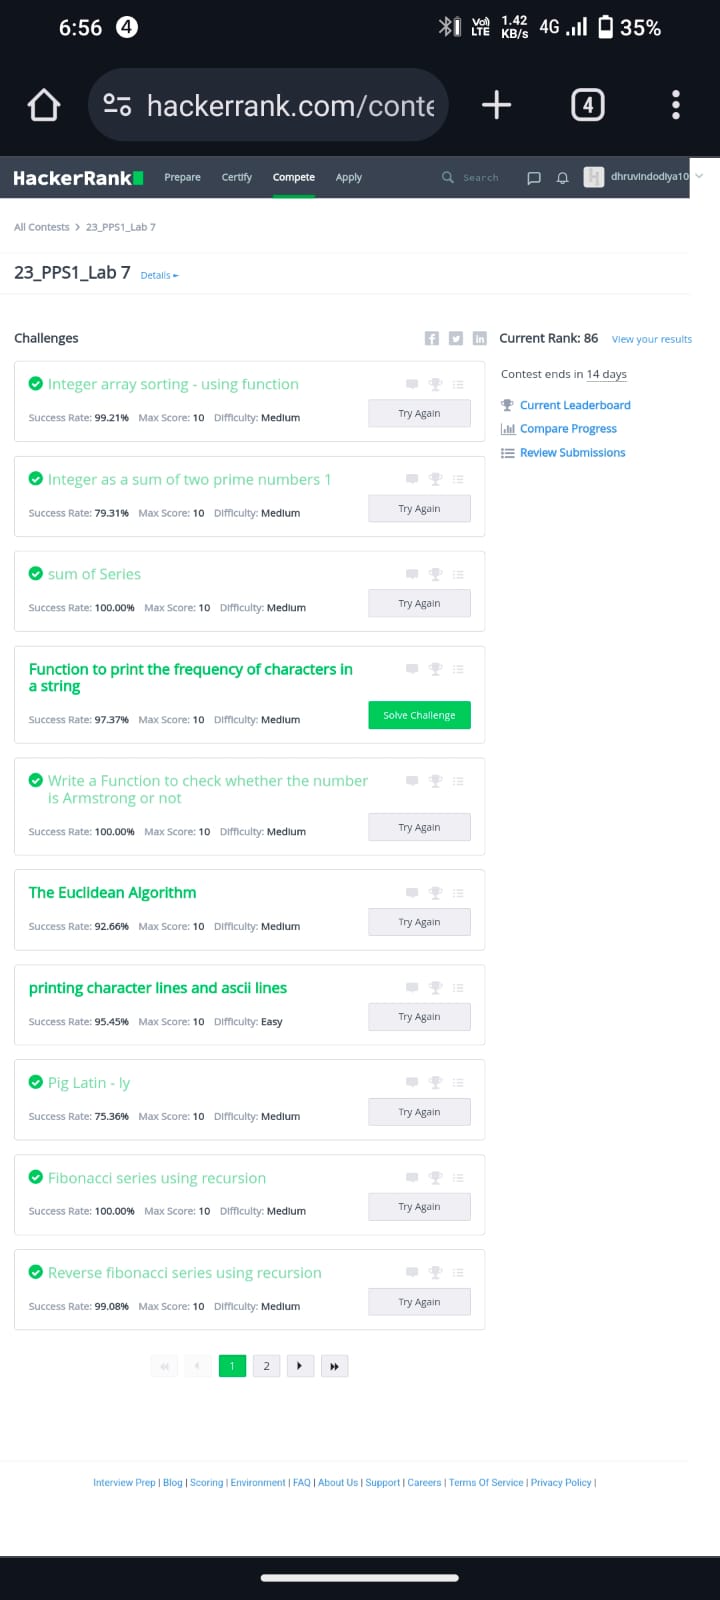 6:56 4 Vo) LTE 1.42 KB/s 4G 35%
hackerrank.com/conte 4
HackerRank Prepare Certify Compete Apply Search H dhruvindodiya10
All Contests > 23_PPS1_Lab 7
23_PPS1_Lab 7 Details
Challenges
Current Rank: 86 View your results
Contest ends in 14 days
Current Leaderboard
Compare Progress
Review Submissions
Integer array sorting - using function
Success Rate: 99.21% Max Score: 10 Difficulty: Medium
Try Again
Integer as a sum of two prime numbers 1
Success Rate: 79.31% Max Score: 10 Difficulty: Medium
Try Again
sum of Series
Success Rate: 100.00% Max Score: 10 Difficulty: Medium
Try Again
Function to print the frequency of characters in
a string
Success Rate: 97.37% Max Score: 10 Difficulty: Medium
Solve Challenge
Write a Function to check whether the number
is Armstrong or not
Success Rate: 100.00% Max Score: 10 Difficulty: Medium
Try Again
The Euclidean Algorithm
Success Rate: 92.66% Max Score: 10 Difficulty: Medium
Try Again
printing character lines and ascii lines
Success Rate: 95.45% Max Score: 10 Difficulty: Easy
Try Again
Pig Latin - ly
Success Rate: 75.36% Max Score: 10 Difficulty: Medium
Try Again
Fibonacci series using recursion
Success Rate: 100.00% Max Score: 10 Difficulty: Medium
Try Again
Reverse fibonacci series using recursion
Success Rate: 99.08% Max Score: 10 Difficulty: Medium
Try Again
1 2
Interview Prep | Blog | Scoring | Environment | FAQ | About Us | Support | Careers | Terms Of Service | Privacy Policy |